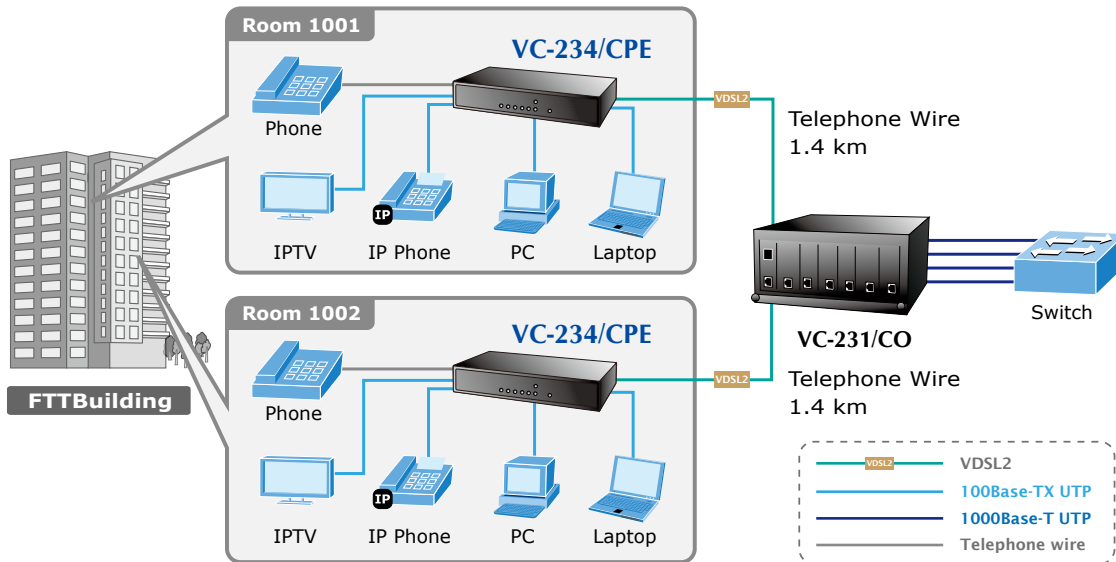 Room 1001
VC-234/CPE
Phone
VDSL2
Telephone Wire
1.4 km
IP
IPTV
IP Phone
PC
Laptop
Switch
VC-231/CO
Room 1002
VC-234/CPE
Phone
VDSL2
Telephone Wire
1.4 km
FTTBuilding
IP
IPTV
IP Phone
PC
Laptop
VDSL2
VDSL2
100Base-TX UTP
1000Base-T UTP
Telephone wire